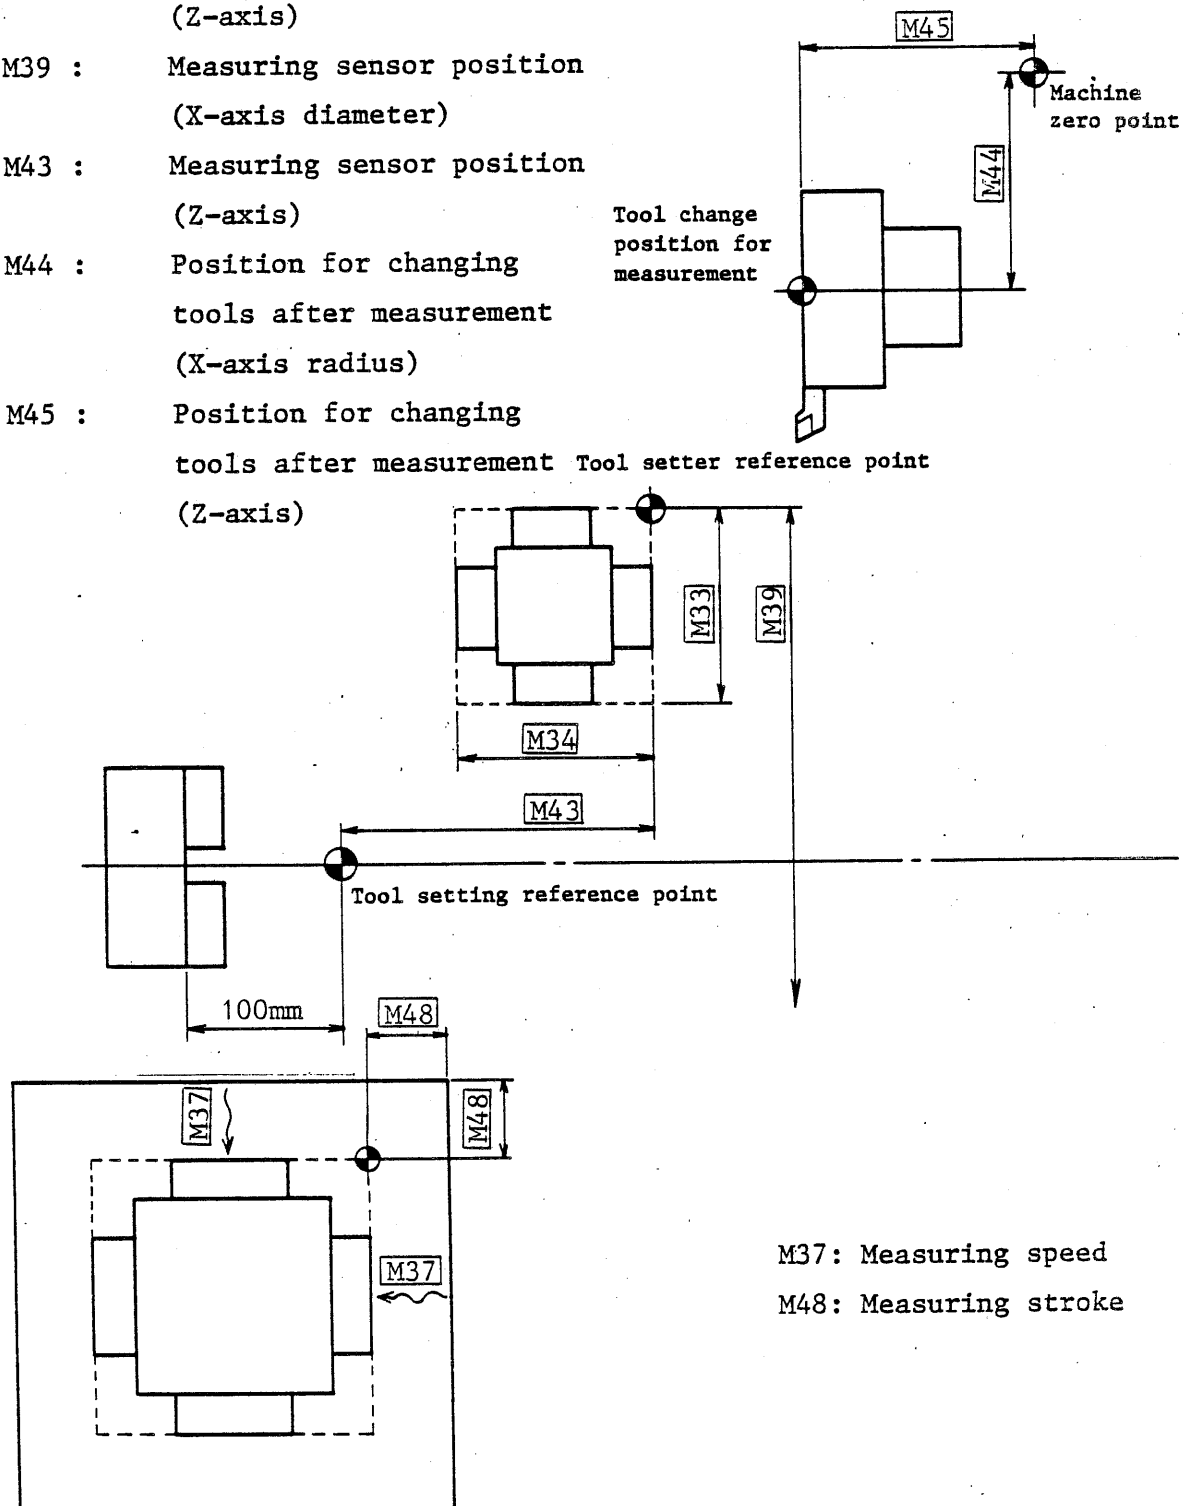 (Z-axis)
M39 : Measuring sensor position
(X-axis diameter)
M43 : Measuring sensor position
(Z-axis)
M44 : Position for changing
tools after measurement
(X-axis radius)
M45 : Position for changing
tools after measurement
(Z-axis)
M45
Machine
zero point
M44
Tool change
position for
measurement
Tool setter reference point
M33
M39
M34
M43
Tool setting reference point
100mm
M48
M37
M48
M37
M37: Measuring speed
M48: Measuring stroke